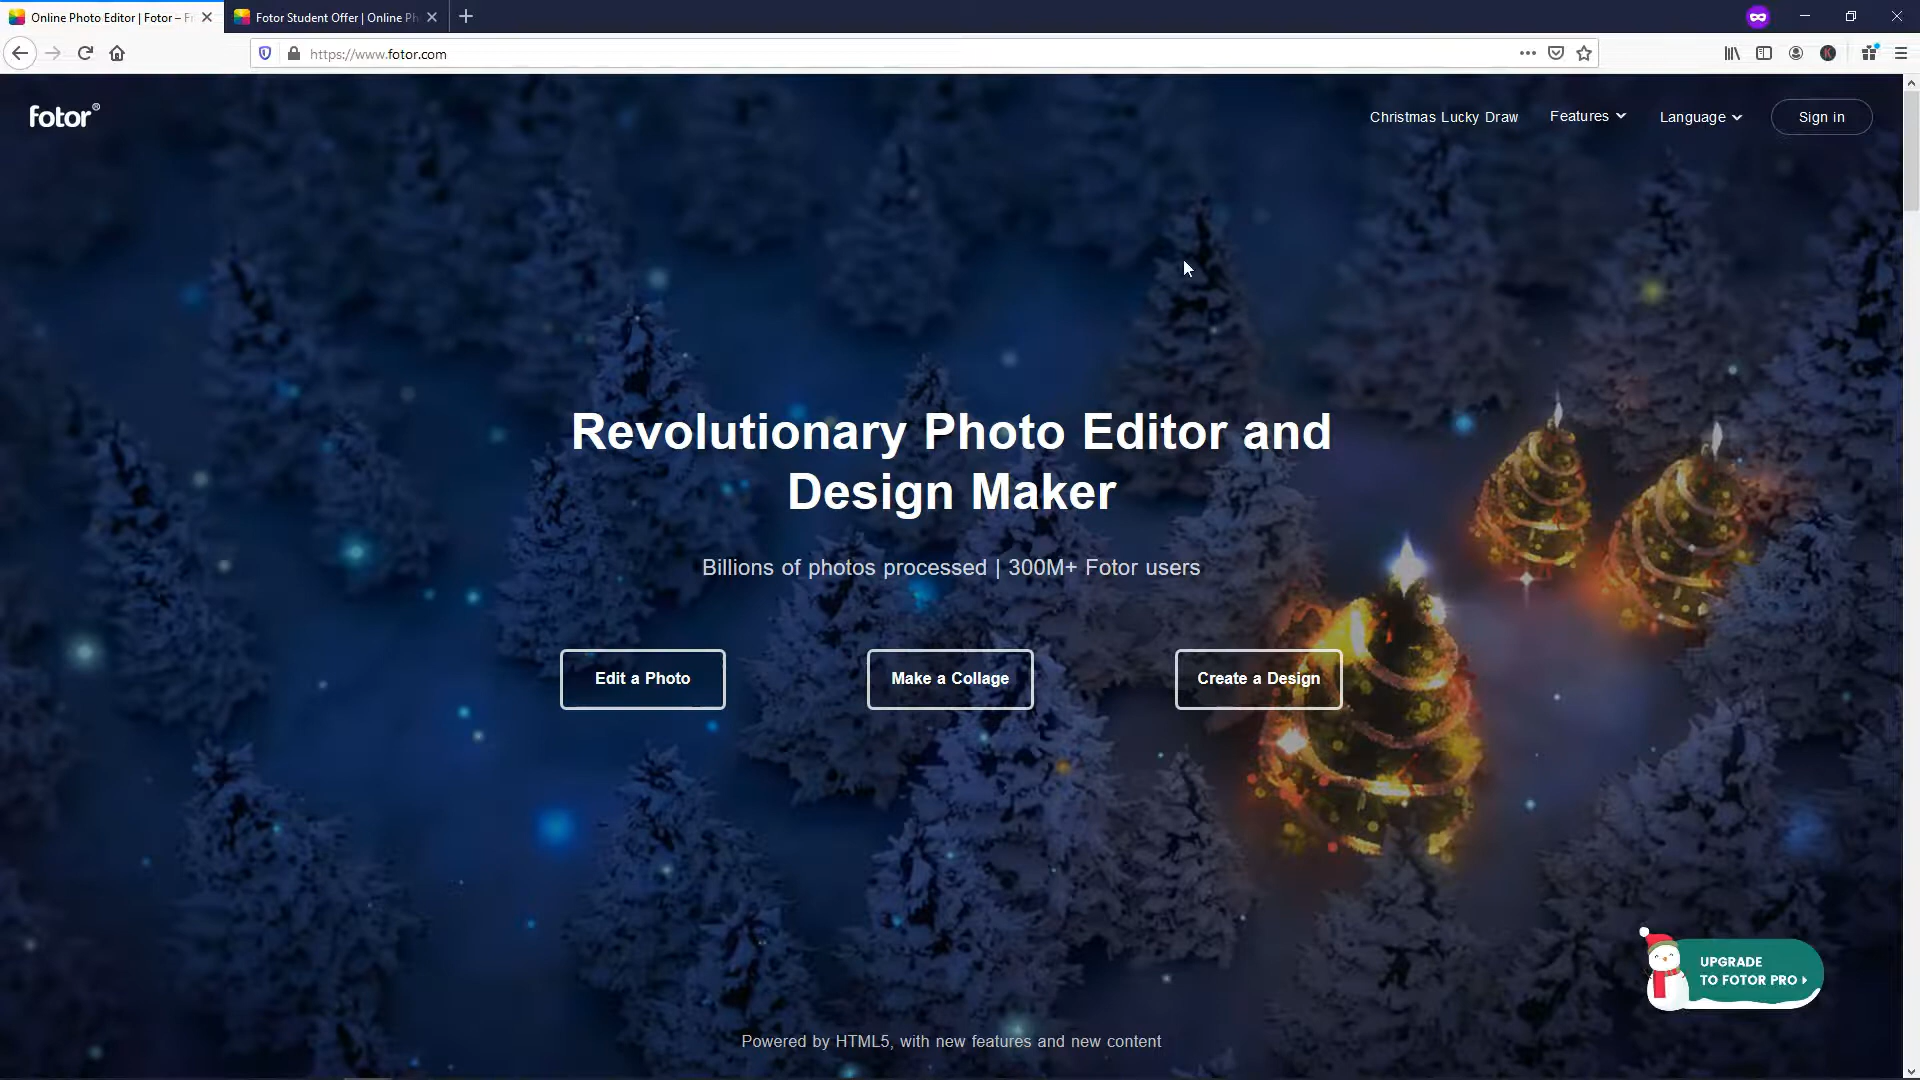 Online Photo Editor | Fotor – Fr
Fotor Student Offer | Online Ph
https://www.fotor.com
fotor®
Christmas Lucky Draw
Features
Language
Sign in
Revolutionary Photo Editor and
Design Maker
Billions of photos processed | 300M+ Fotor users
Edit a Photo
Make a Collage
Create a Design
UPGRADE
TO FOTOR PRO
Powered by HTML5, with new features and new content